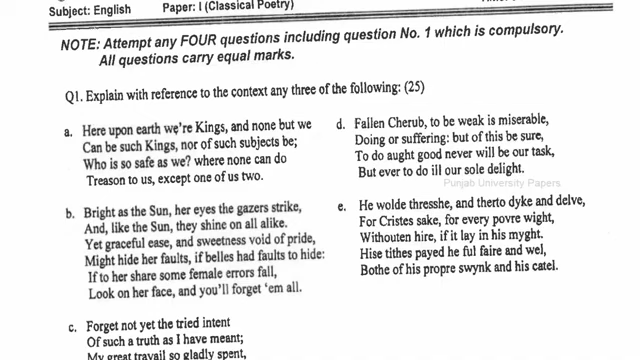 Subject: English
Paper: I (Classical Poetry)
NOTE: Attempt any FOUR questions including question No. 1 which is compulsory.
All questions carry equal marks.
Q1. Explain with reference to the context any three of the following: (25)
a. Here upon earth we're Kings, and none but we
Can be such Kings, nor of such subjects be;
Who is so safe as we? where none can do
Treason to us, except one of us two.
b. Bright as the Sun, her eyes the gazers strike,
And, like the Sun, they shine on all alike.
Yet graceful ease, and sweetness void of pride,
Might hide her faults, if belles had faults to hide:
If to her share some female errors fall,
Look on her face, and you'll forget 'em all.
c. Forget not yet the tried intent
Of such a truth as I have meant;
My great travail so gladly spent,
d. Fallen Cherub, to be weak is miserable,
Doing or suffering: but of this be sure,
To do aught good never will be our task,
But ever to do ill our sole delight.
Punjab University Papers
e. He wolde thresshe, and therto dyke and delve,
For Cristes sake, for every povre wight,
Withouten hire, if it lay in his myght.
Hise tithes payed he ful faire and wel,
Bothe of his propre swynk and his catel.